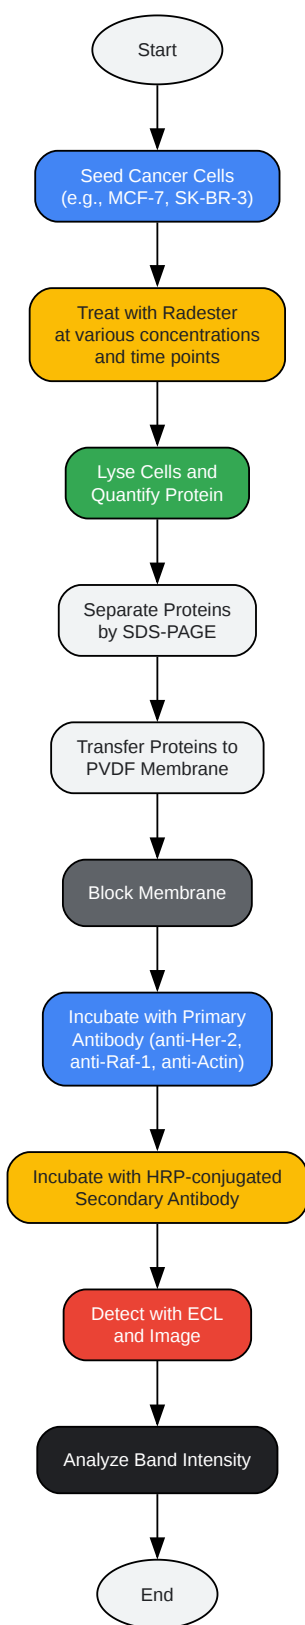 Start
Seed Cancer Cells
(e.g., MCF-7, SK-BR-3)
Treat with Radester
at various concentrations
and time points
Lyse Cells and
Quantify Protein
Separate Proteins
by SDS-PAGE
Transfer Proteins to
PVDF Membrane
Block Membrane
Incubate with Primary
Antibody (anti-Her-2,
anti-Raf-1, anti-Actin)
Incubate with HRP-conjugated
Secondary Antibody
Detect with ECL
and Image
Analyze Band Intensity
End